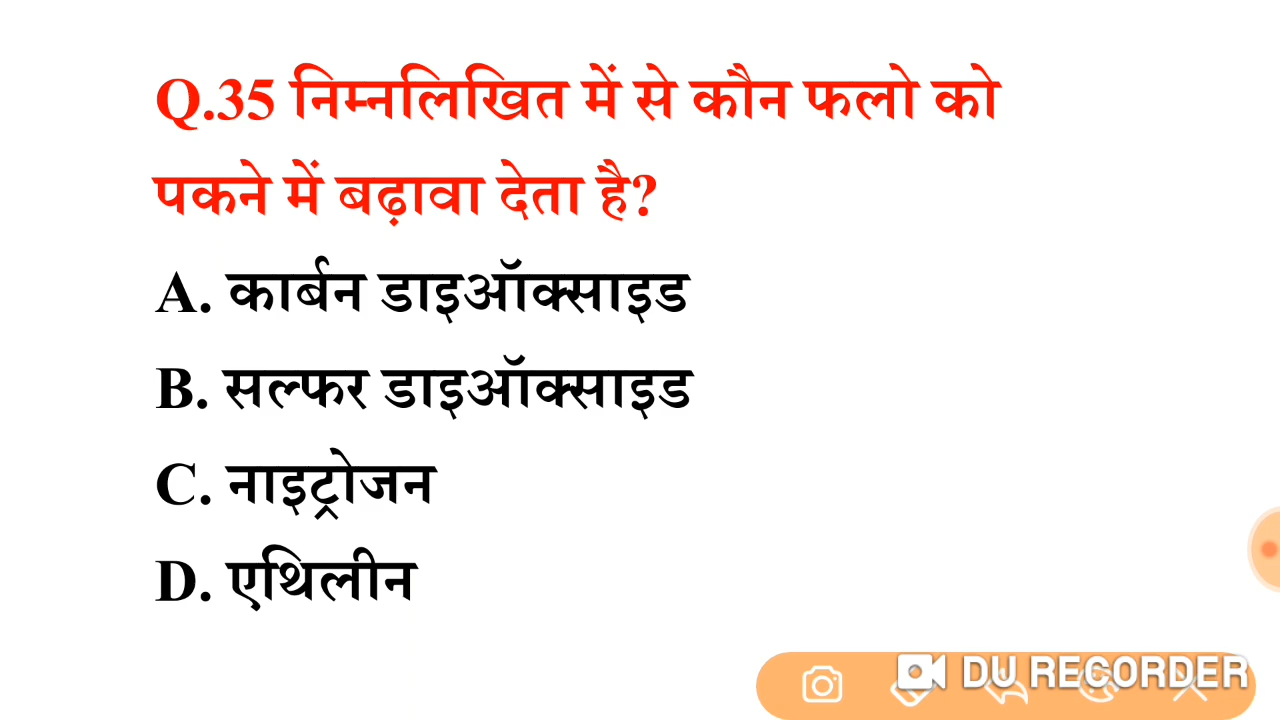 Q.35 निम्नलिखित में से कौन फलो को
पकने में बढ़ावा देता है?
A. कार्बन डाइऑक्साइड
B. सल्फर डाइऑक्साइड
C. नाइट्रोजन
D. एथिलीन
DU RECORDER